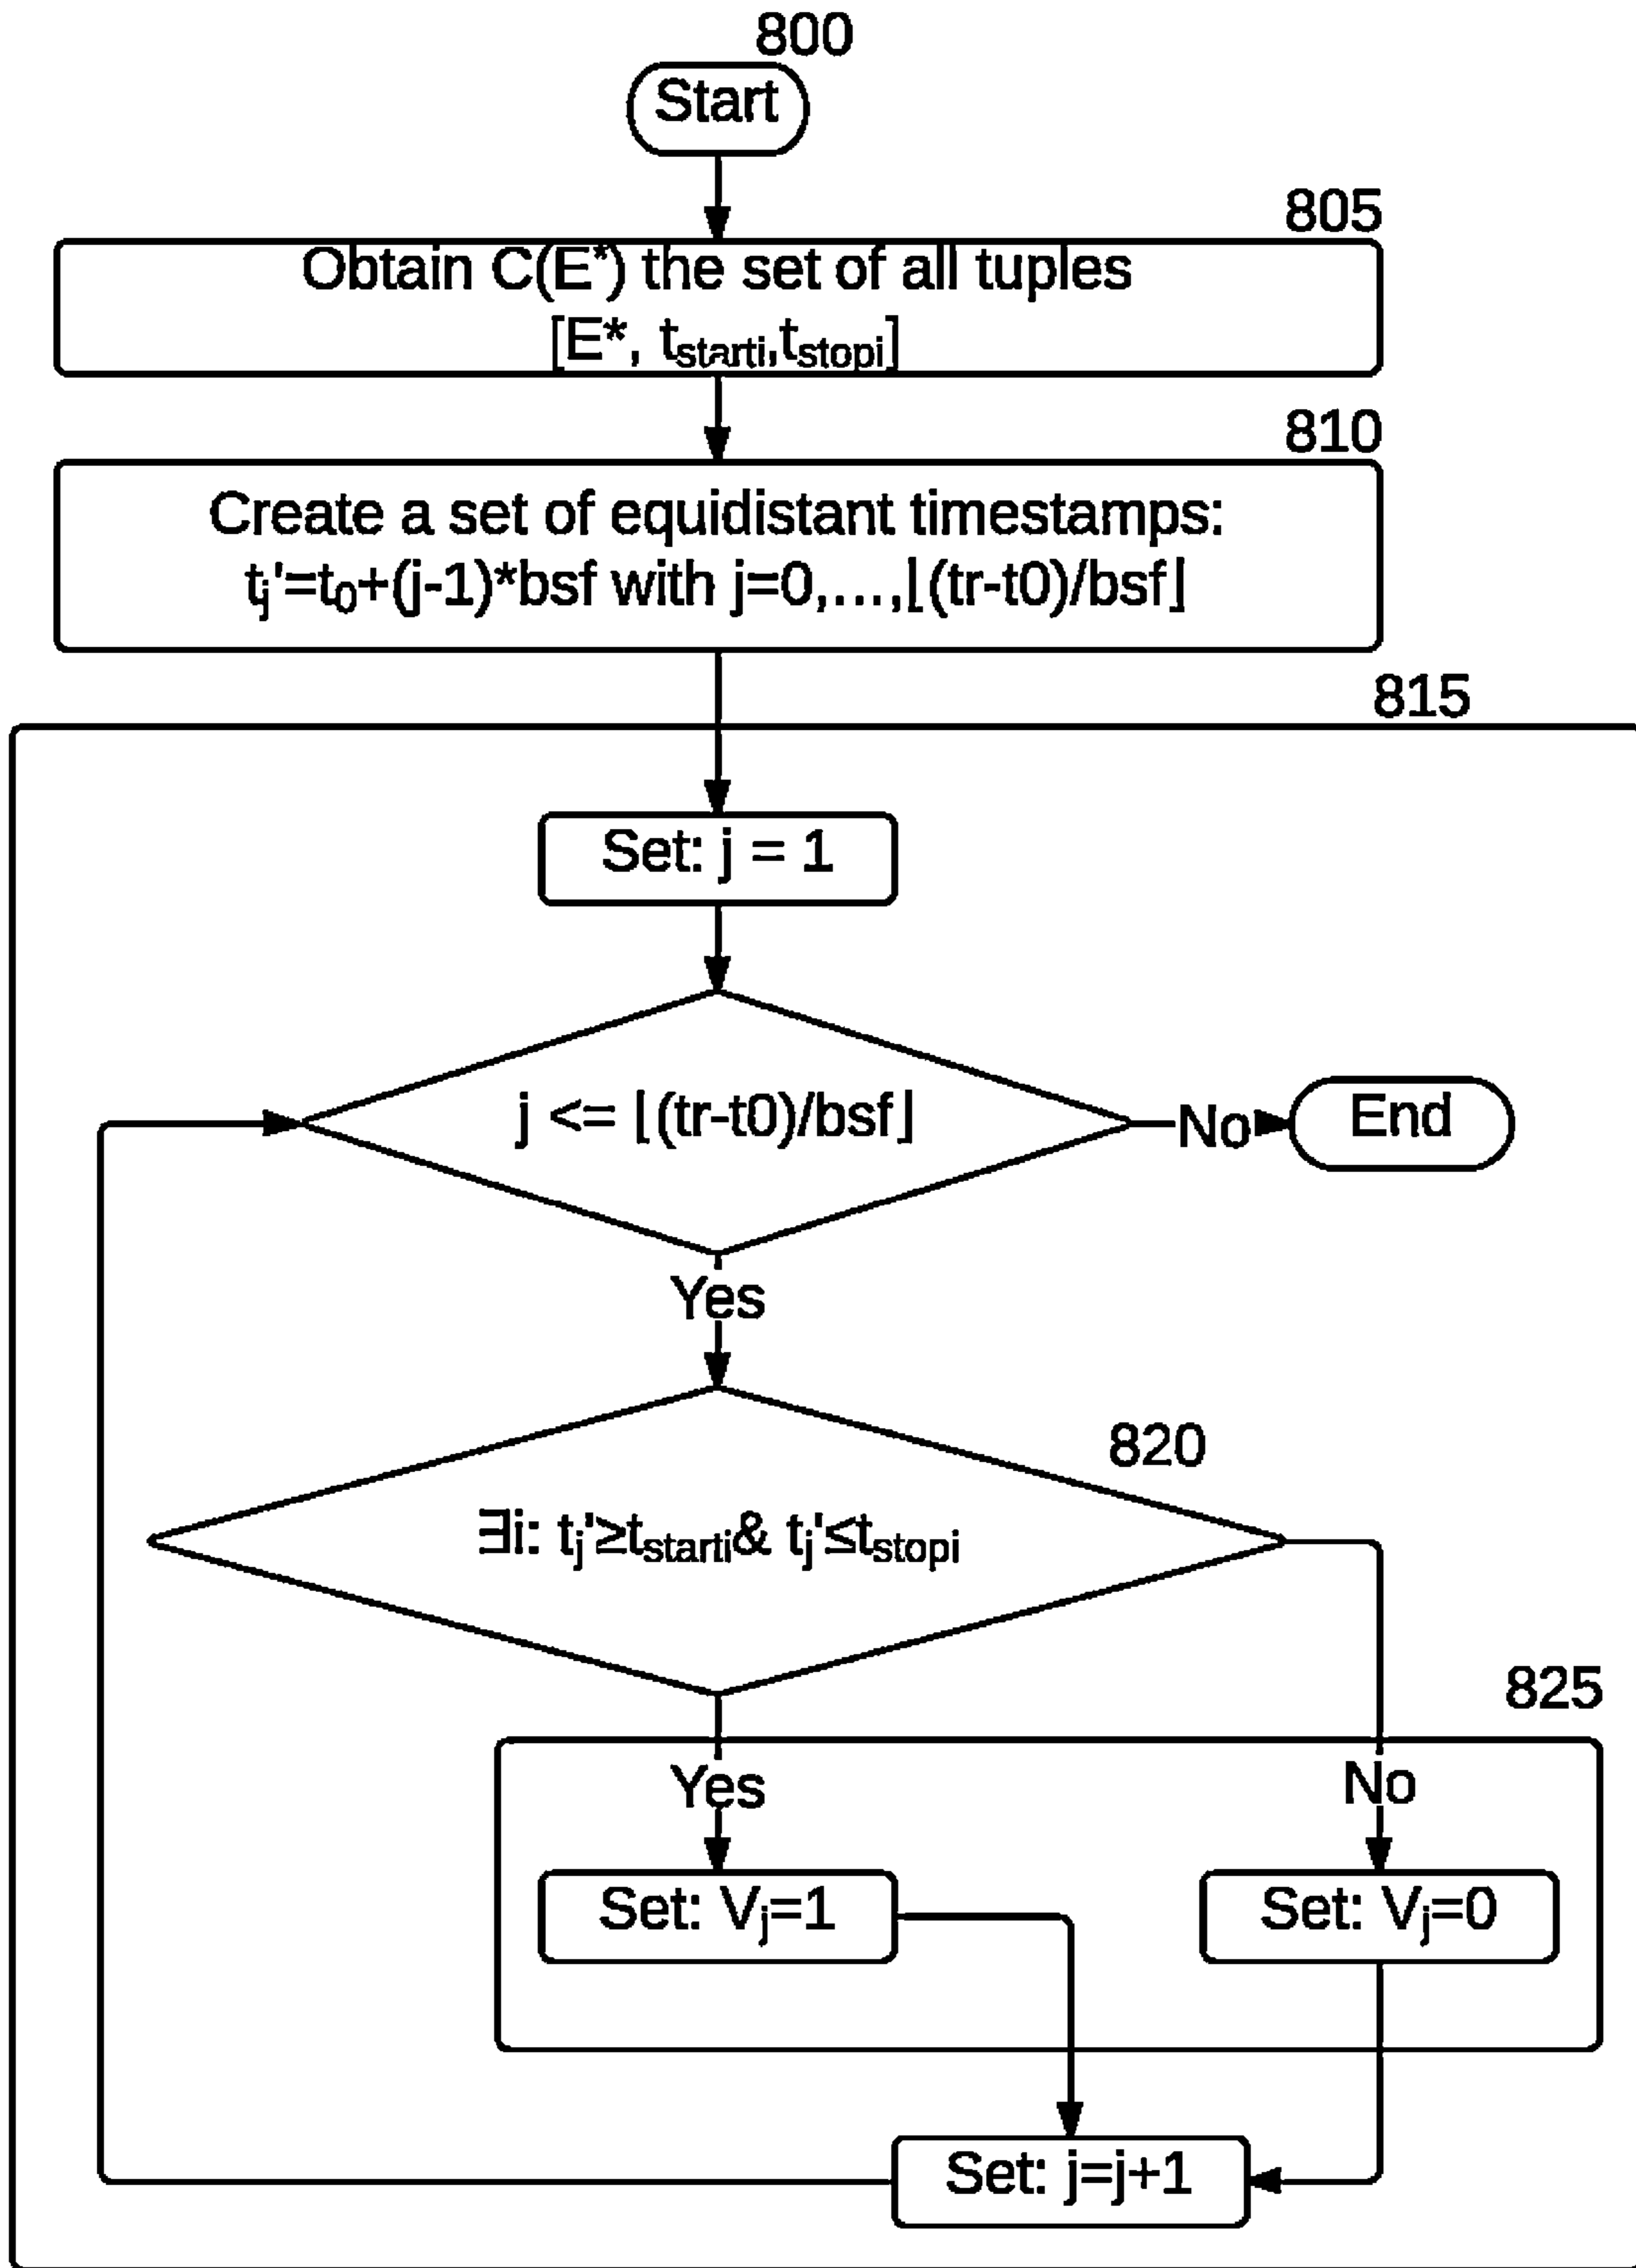 800
Start
805
Obtain C(E*) the set of all tuples
[E*, tstarti,tstopi]
810
Create a set of equidistant timestamps:
tj'=t0+(j-1)*bsf with j=0,...,⌊(tr-t0)/bsf⌋
815
Set: j = 1
j <= ⌊(tr-t0)/bsf⌋
No
End
Yes
820
∃i: tj'≥tstarti& tj'≤tstopi
825
Yes
No
Set: Vj=1
Set: Vj=0
Set: j=j+1